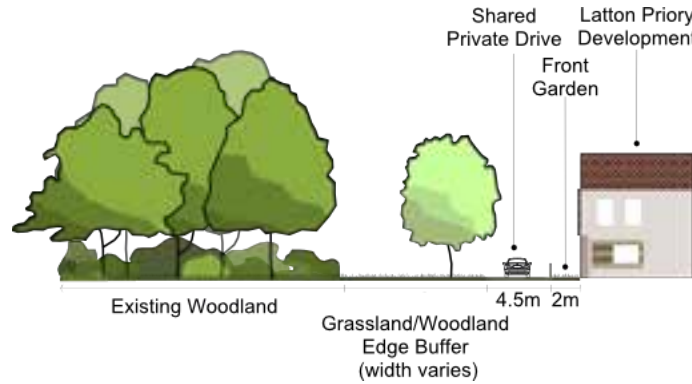 Shared
Private Drive
Latton Priory
Development
Front
Garden
Existing Woodland
4.5m
2m
Grassland/Woodland
Edge Buffer
(width varies)